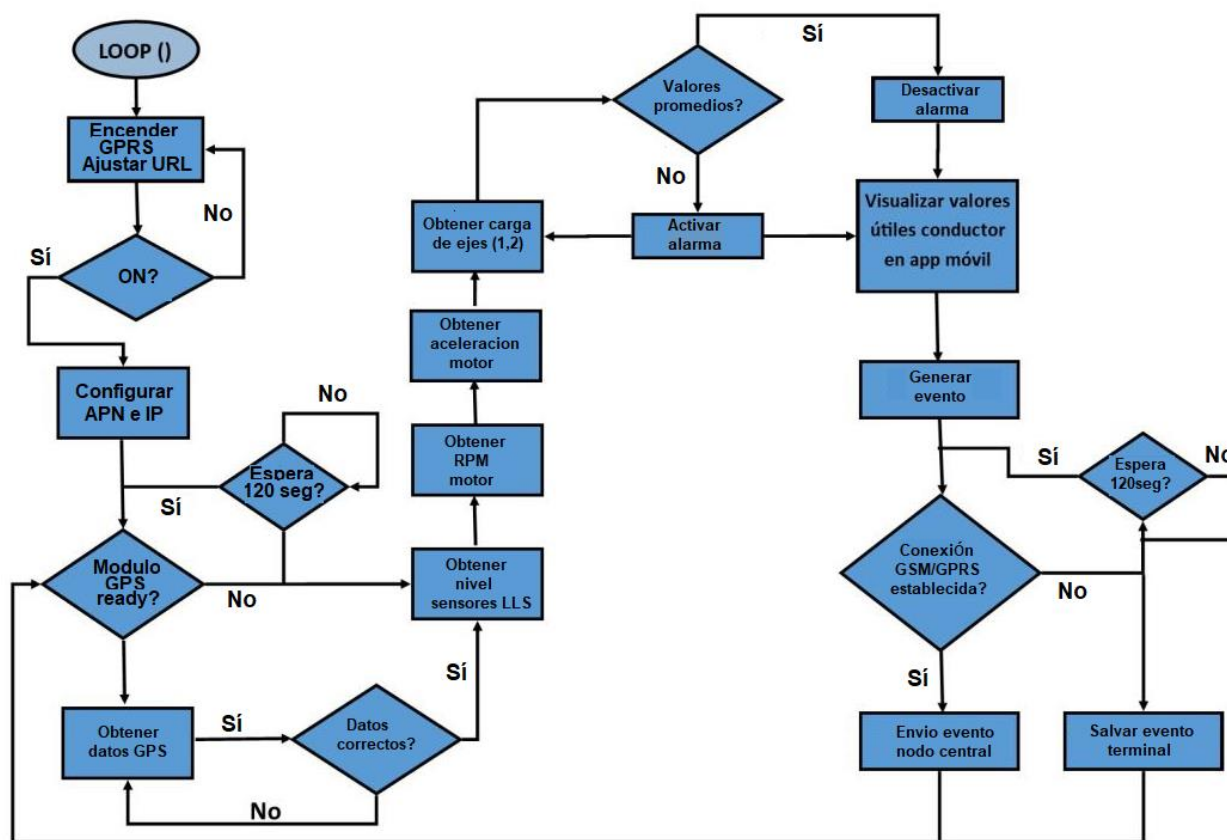 LOOP ()
Encender
GPRS
Ajustar URL
No
Sí
ON?
Configurar
APN e IP
No
Espera
120 seg?
Sí
Modulo
GPS
ready?
No
Obtener
datos GPS
Sí
Datos
correctos?
No
Sí
Obtener
nivel
sensores LLS
Obtener
RPM
motor
Obtener
aceleracion
motor
Obtener carga
de ejes (1,2)
Valores
promedios?
Sí
No
Desactivar
alarma
Activar
alarma
Visualizar valores
útiles conductor
en app móvil
Generar
evento
Sí
Espera
120seg?
No
ConexiÓn
GSM/GPRS
establecida?
No
Sí
Envio evento
nodo central
Salvar evento
terminal